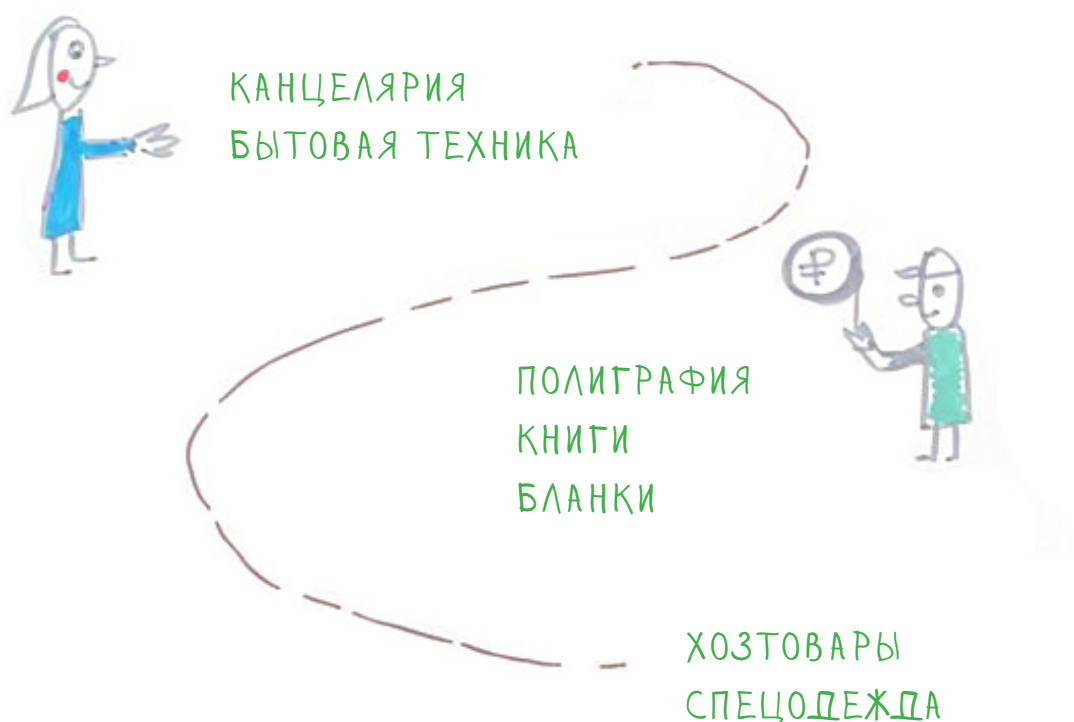 КАНЦЕЛЯРИЯ
БЫТОВАЯ ТЕХНИКА
₽
ПОЛИГРАФИЯ
КНИГИ
БЛАНКИ
ХОЗТОВАРЫ
СПЕЦОДЕЖДА